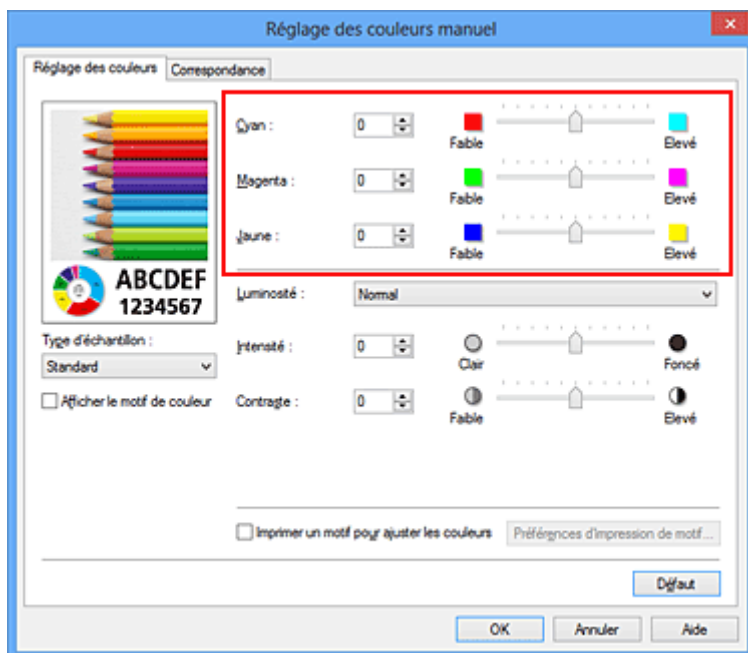 Réglage des couleurs manuel
Réglage des couleurs
Correspondance
ABCDEF
1234567
Type d'échantillon :
Standard
Afficher le motif de couleur
Cyan :
0
Fable
Elevé
Magenta :
0
Fable
Elevé
Jaune :
0
Faible
Elevé
Luminosité :
Normal
Intensité :
0
Clair
Foncé
Contraste :
0
Faible
Elevé
Imprimer un motif pour ajuster les couleurs
Préférences d'impression de motif...
Défaut
OK
Annuler
Aide